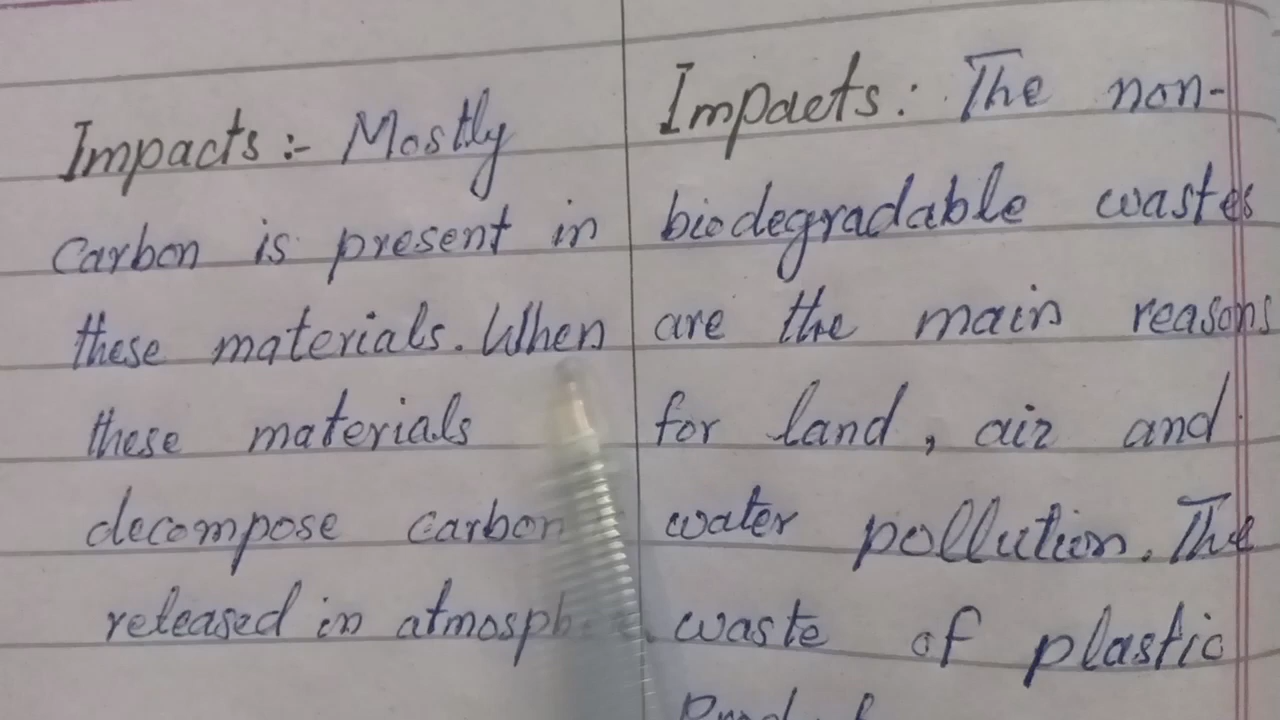 Impacts :- Mostly
Carbon is present in
these materials. When
these materials
decompose carbon
released in
Impacts : The non-
biodegradable wastes
are the main reasons
for land, air and
water pollution. The
waste of plastic